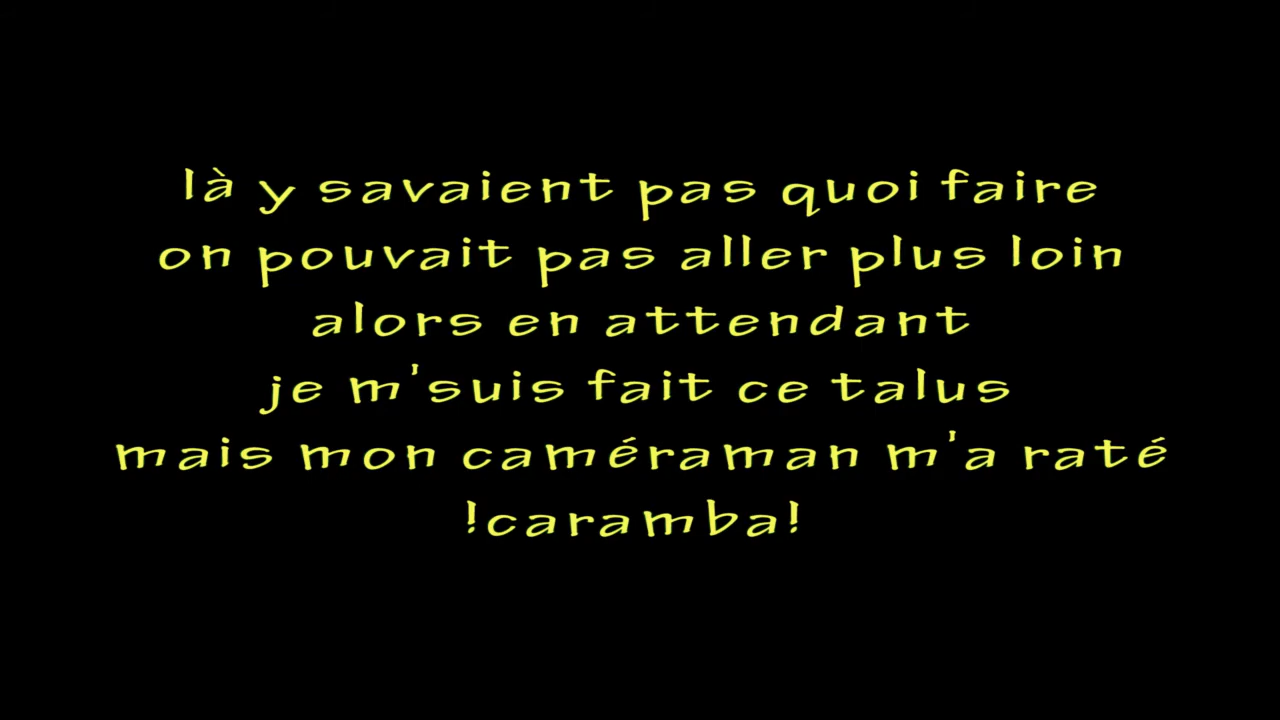 là y savaient pas quoi faire
on pouvait pas aller plus loin
alors en attendant
je m'suis fait ce talus
mais mon caméraman m'a raté
!caramba!